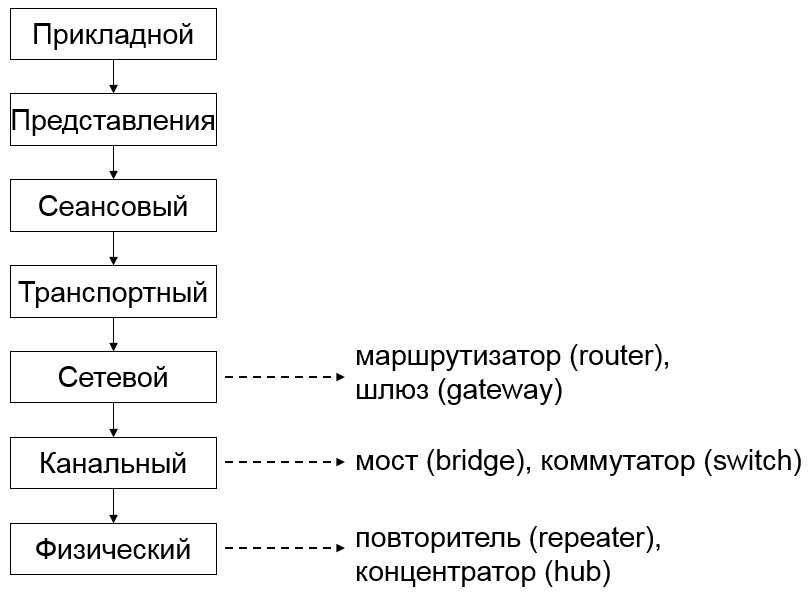 Прикладной
Представления
Сеансовый
Транспортный
Сетевой
маршрутизатор (router),
шлюз (gateway)
Канальный
мост (bridge), коммутатор (switch)
Физический
повторитель (repeater),
концентратор (hub)